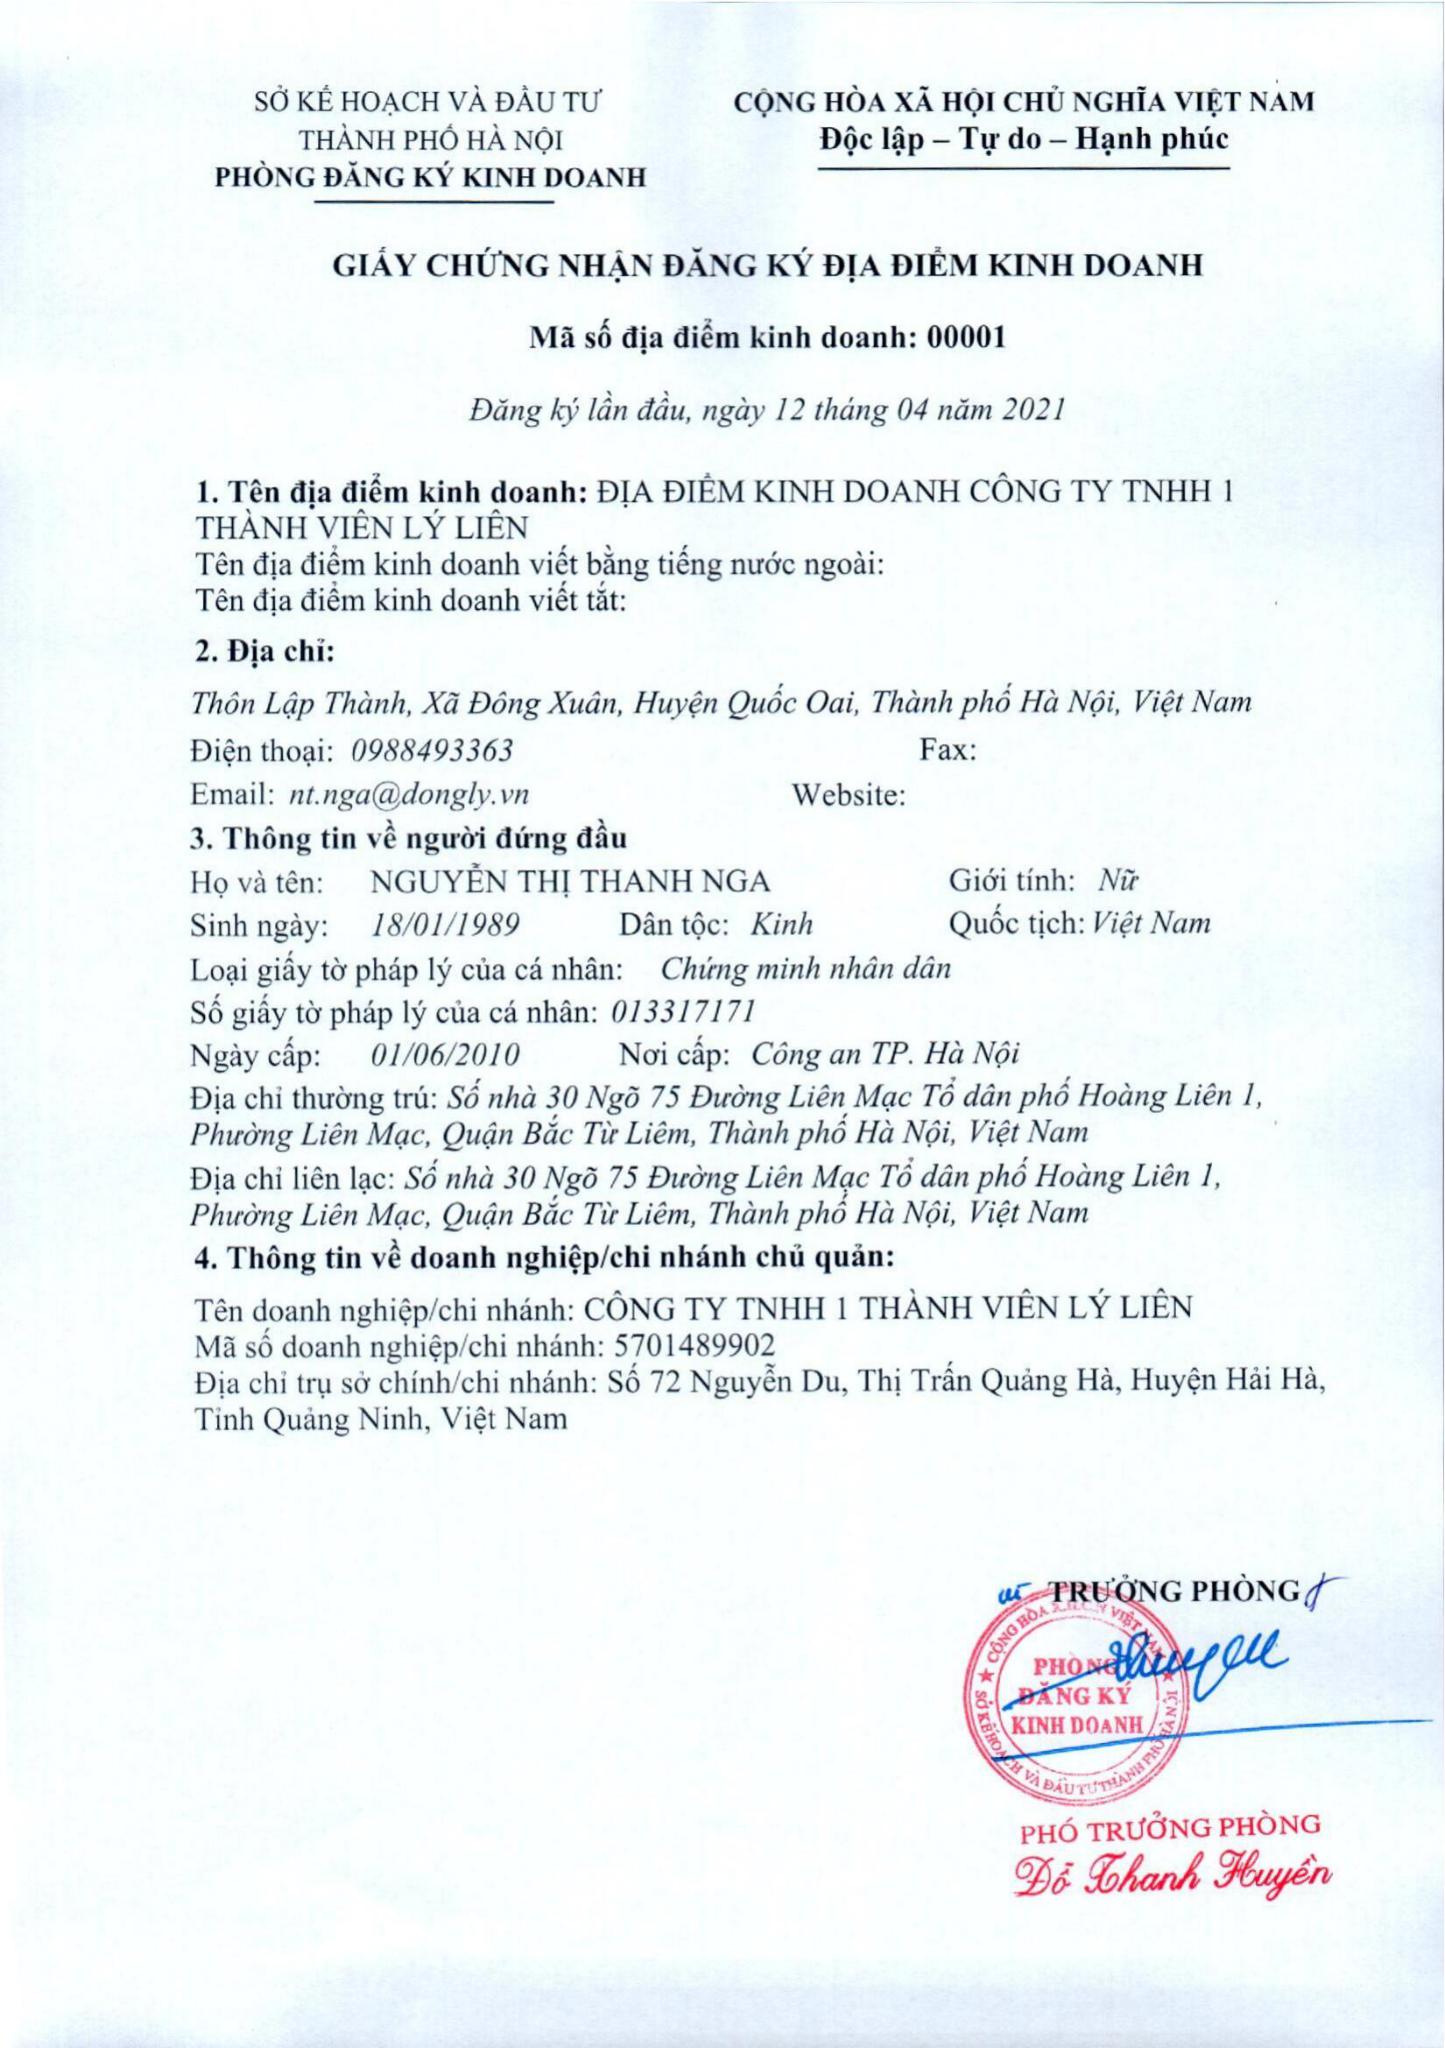 SỞ KẾ HOẠCH VÀ ĐẦU TƯ
THÀNH PHỐ HÀ NỘI
PHÒNG ĐĂNG KÝ KINH DOANH
CỘNG HÒA XÃ HỘI CHỦ NGHĨA VIỆT NAM
Độc lập – Tự do – Hạnh phúc
GIẤY CHỨNG NHẬN ĐĂNG KÝ ĐỊA ĐIỂM KINH DOANH
Mã số địa điểm kinh doanh: 00001
Đăng ký lần đầu, ngày 12 tháng 04 năm 2021
1. Tên địa điểm kinh doanh: ĐỊA ĐIỂM KINH DOANH CÔNG TY TNHH 1
THÀNH VIÊN LÝ LIÊN
Tên địa điểm kinh doanh viết bằng tiếng nước ngoài:
Tên địa điểm kinh doanh viết tắt:
2. Địa chỉ:
Thôn Lập Thành, Xã Đông Xuân, Huyện Quốc Oai, Thành phố Hà Nội, Việt Nam
Điện thoại: 0988493363 Fax:
Email: nt.nga@dongly.vn Website:
3. Thông tin về người đứng đầu
Họ và tên: NGUYỄN THỊ THANH NGA Giới tính: Nữ
Sinh ngày: 18/01/1989 Dân tộc: Kinh Quốc tịch: Việt Nam
Loại giấy tờ pháp lý của cá nhân: Chứng minh nhân dân
Số giấy tờ pháp lý của cá nhân: 013317171
Ngày cấp: 01/06/2010 Nơi cấp: Công an TP. Hà Nội
Địa chỉ thường trú: Số nhà 30 Ngõ 75 Đường Liên Mạc Tổ dân phố Hoàng Liên 1,
Phường Liên Mạc, Quận Bắc Từ Liêm, Thành phố Hà Nội, Việt Nam
Địa chỉ liên lạc: Số nhà 30 Ngõ 75 Đường Liên Mạc Tổ dân phố Hoàng Liên 1,
Phường Liên Mạc, Quận Bắc Từ Liêm, Thành phố Hà Nội, Việt Nam
4. Thông tin về doanh nghiệp/chi nhánh chủ quản:
Tên doanh nghiệp/chi nhánh: CÔNG TY TNHH 1 THÀNH VIÊN LÝ LIÊN
Mã số doanh nghiệp/chi nhánh: 5701489902
Địa chỉ trụ sở chính/chi nhánh: Số 72 Nguyễn Du, Thị Trấn Quảng Hà, Huyện Hải Hà,
Tỉnh Quảng Ninh, Việt Nam
TRƯỞNG PHÒNG
CỘNG HÒA X.H.C.N VIỆT NAM
PHÒNG
ĐĂNG KÝ
KINH DOANH
SỞ KẾ HOẠCH VÀ ĐẦU TƯ THÀNH PHỐ HÀ NỘI
PHÓ TRƯỞNG PHÒNG
Đỗ Thanh Huyền